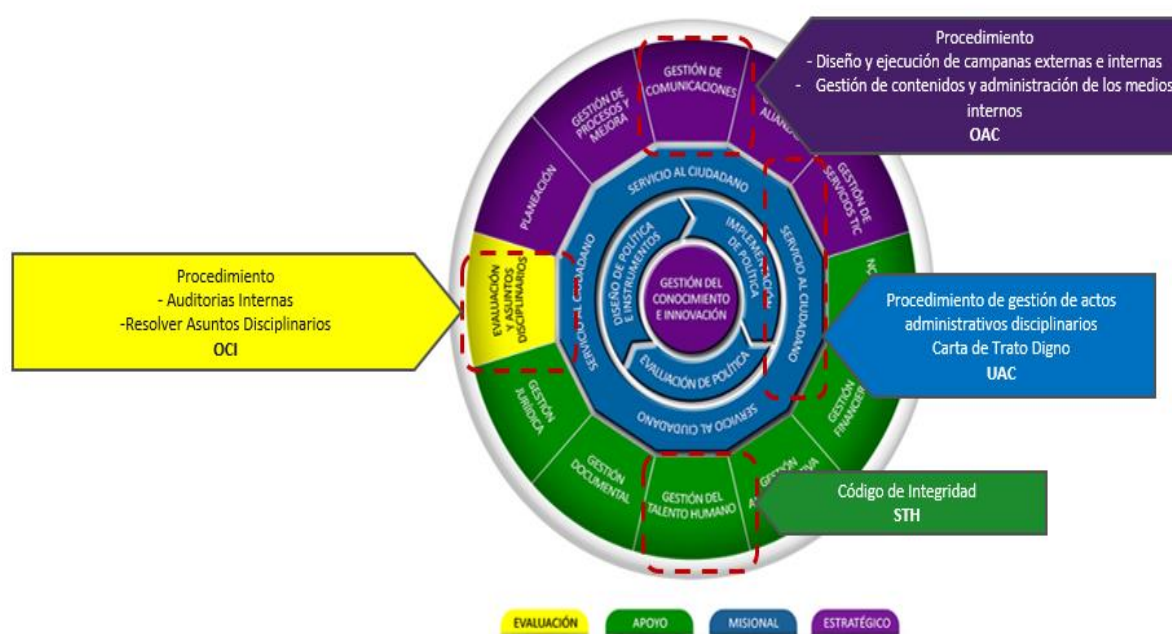 Procedimiento
- Diseño y ejecución de campanas externas e internas
- Gestión de contenidos y administración de los medios
internos
OAC
GESTIÓN DE
COMUNICACIONES
GESTIÓN DE
PROCESOS Y
MEJORA
PLANEACIÓN
GESTIÓN DE
SERVICIOS TIC
SERVICIO AL CIUDADANO
SERVICIO AL CIUDADANO
SERVICIO AL CIUDADANO
SERVICIO AL CIUDADANO
DISEÑO DE POLÍTICA
E INSTRUMENTOS
IMPLEMENTACIÓN
DE POLÍTICA
EVALUACIÓN DE POLÍTICA
GESTIÓN DEL
CONOCIMIENTO
E INNOVACIÓN
Procedimiento
- Auditorias Internas
-Resolver Asuntos Disciplinarios
OCI
EVALUACIÓN
Y ASUNTOS
DISCIPLINARIOS
Procedimiento de gestión de actos
administrativos disciplinarios
Carta de Trato Digno
UAC
GESTIÓN
JURÍDICA
GESTIÓN
DOCUMENTAL
GESTIÓN DEL
TALENTO HUMANO
GESTIÓN
GESTIÓN
FINANCIER
Código de Integridad
STH
EVALUACIÓN
APOYO
MISIONAL
ESTRATÉGICO